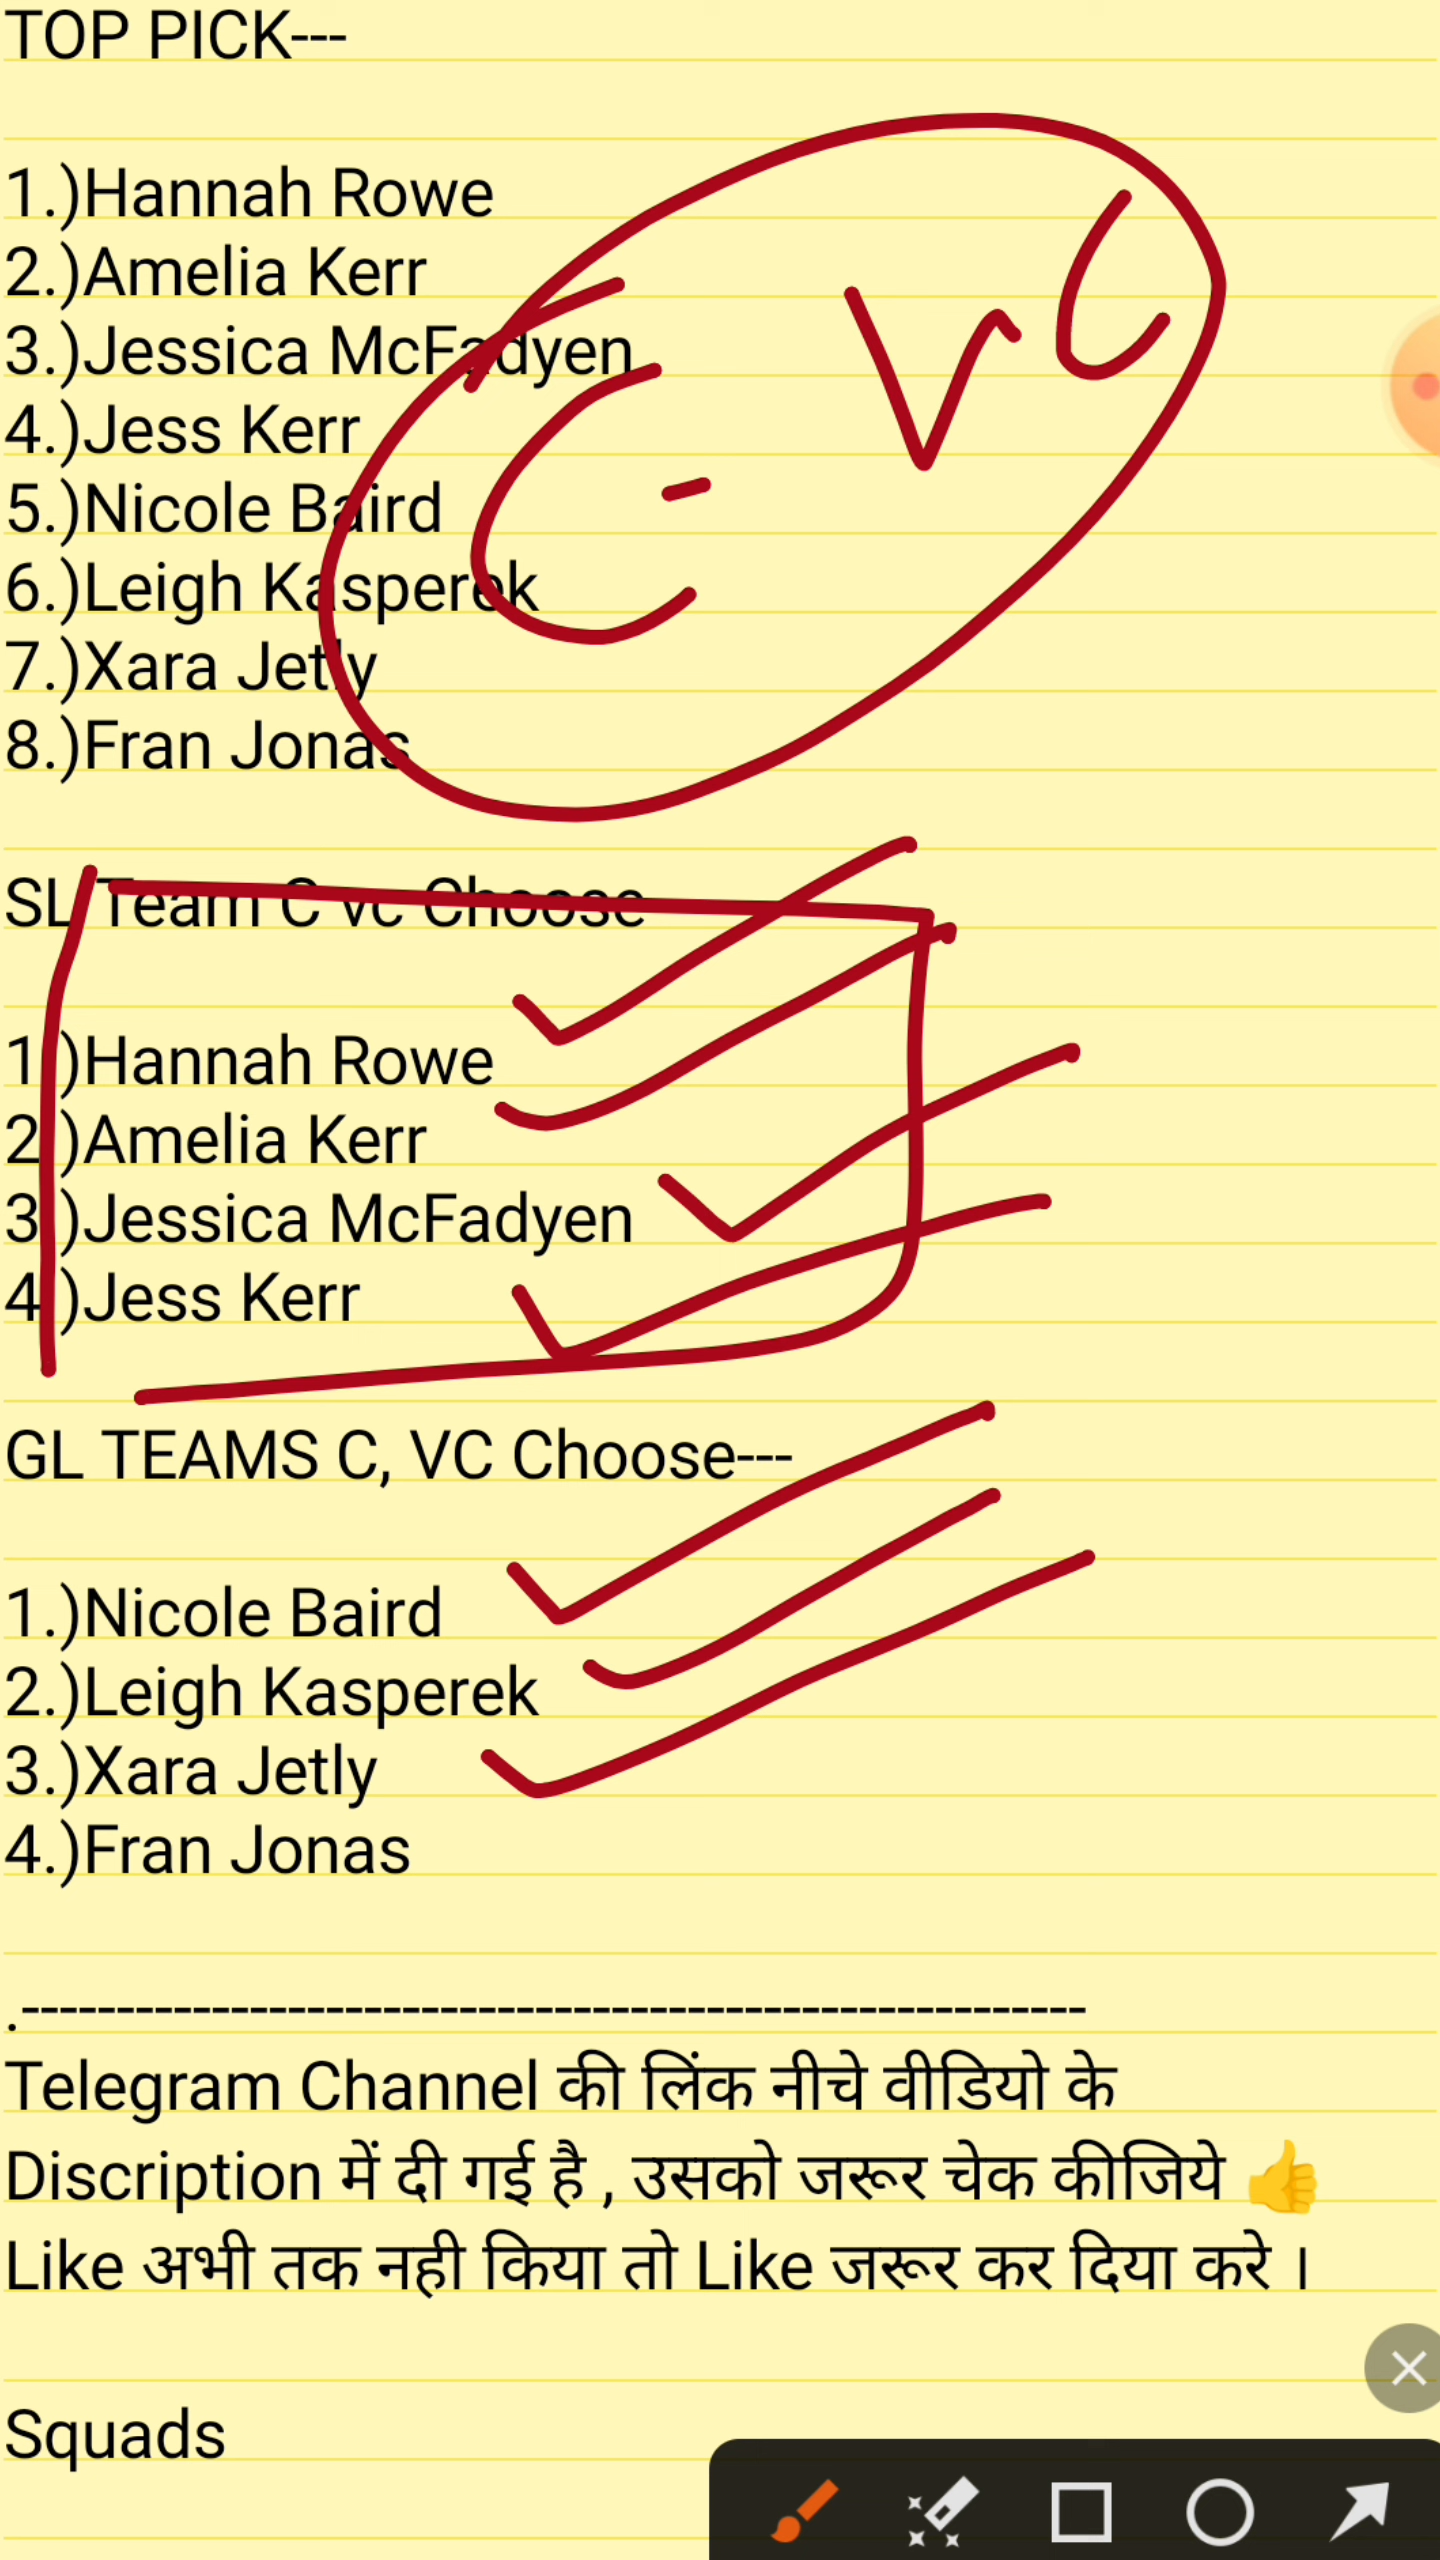 TOP PICK---
1.)Hannah Rowe
2.)Amelia Kerr
3.)Jessica McFadyen
4.)Jess Kerr
5.)Nicole Baird
6.)Leigh Kasperek
7.)Xara Jetly
8.)Fran Jonas
C - VC
SL Team C vc Choose
1.)Hannah Rowe
2.)Amelia Kerr
3.)Jessica McFadyen
4.)Jess Kerr
GL TEAMS C, VC Choose---
1.)Nicole Baird
2.)Leigh Kasperek
3.)Xara Jetly
4.)Fran Jonas
.---------------------------------------------------------
Telegram Channel की लिंक नीचे वीडियो के
Discription में दी गई है , उसको जरूर चेक कीजिये 👍
Like अभी तक नही किया तो Like जरूर कर दिया करे ।
Squads